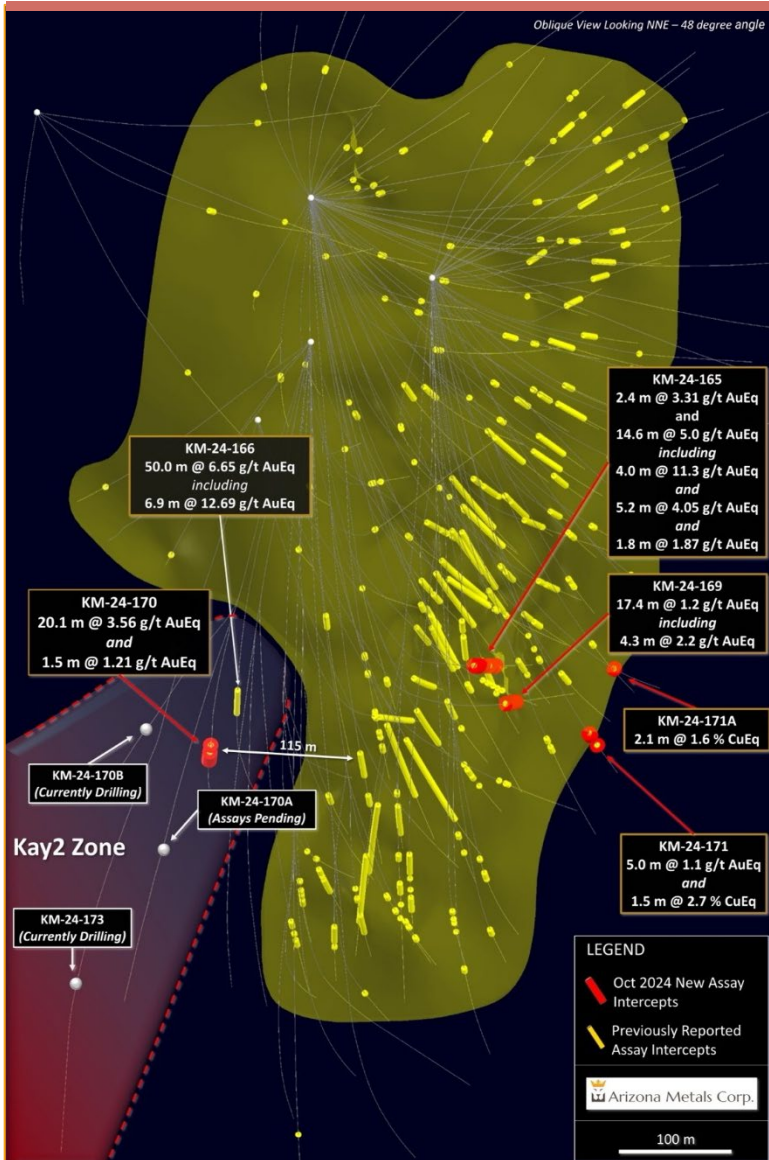 Oblique View Looking NNE – 48 degree angle
KM-24-165
2.4 m @ 3.31 g/t AuEq
and
14.6 m @ 5.0 g/t AuEq
including
4.0 m @ 11.3 g/t AuEq
and
5.2 m @ 4.05 g/t AuEq
and
1.8 m @ 1.87 g/t AuEq
KM-24-166
50.0 m @ 6.65 g/t AuEq
including
6.9 m @ 12.69 g/t AuEq
KM-24-169
17.4 m @ 1.2 g/t AuEq
including
4.3 m @ 2.2 g/t AuEq
KM-24-170
20.1 m @ 3.56 g/t AuEq
and
1.5 m @ 1.21 g/t AuEq
KM-24-171A
2.1 m @ 1.6 % CuEq
115 m
KM-24-170B
(Currently Drilling)
KM-24-170A
(Assays Pending)
Kay2 Zone
KM-24-171
5.0 m @ 1.1 g/t AuEq
and
1.5 m @ 2.7 % CuEq
KM-24-173
(Currently Drilling)
LEGEND
Oct 2024 New Assay
Intercepts
Previously Reported
Assay Intercepts
Arizona Metals Corp.
100 m